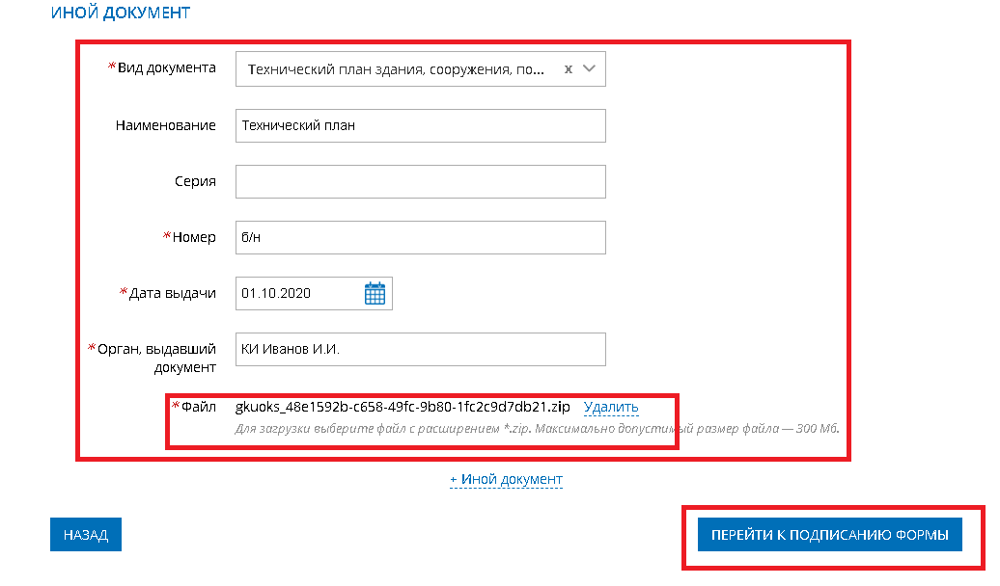 ИНОЙ ДОКУМЕНТ
*Вид документа Технический план здания, сооружения, по... x
Наименование Технический план
Серия
*Номер б/н
*Дата выдачи 01.10.2020
*Орган, выдавший документ КИ Иванов И.И.
*Файл gkuoks_48e1592b-c658-49fc-9b80-1fc2c9d7db21.zip Удалить
Для загрузки выберите файл с расширением *.zip. Максимально допустимый размер файла — 300 Мб.
+ Иной документ
НАЗАД ПЕРЕЙТИ К ПОДПИСАНИЮ ФОРМЫ